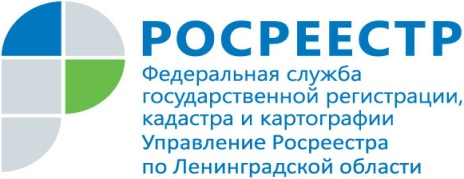 РОСРЕЕСТР
Федеральная служба
государственной регистрации,
кадастра и картографии
Управление Росреестра
по Ленинградской области